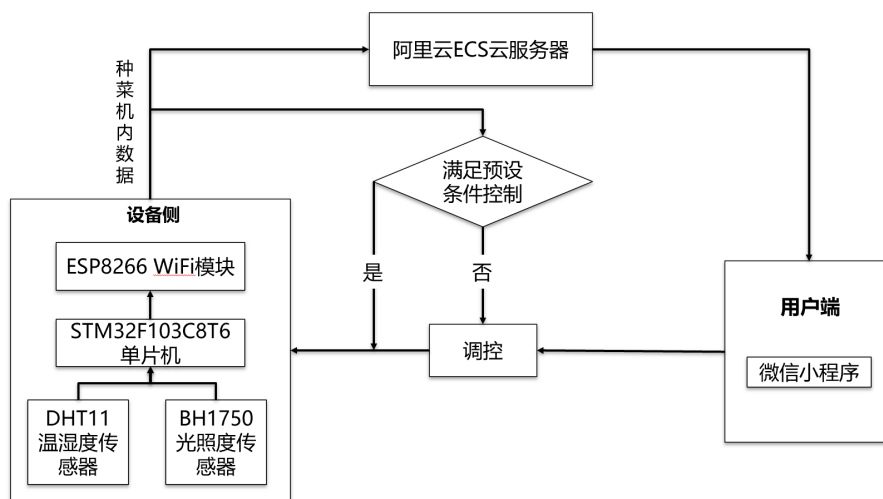 阿里云ECS云服务器
种菜机内数据
满足预设
条件控制
设备侧
ESP8266 WiFi模块
是
否
用户端
STM32F103C8T6
单片机
调控
微信小程序
DHT11
温湿度传
感器
BH1750
光照度传
感器